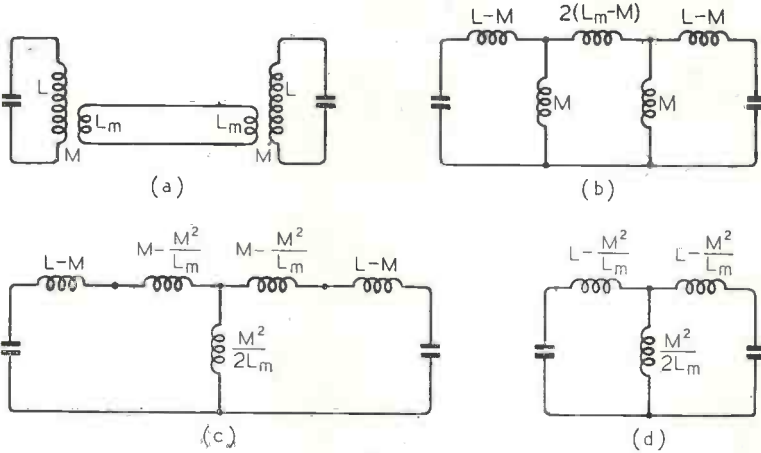 L
M
Lₘ
Lₘ
L
M
(a)
L–M
2(Lₘ–M)
L–M
M
M
(b)
L–M
M–M²/Lₘ
M–M²/Lₘ
L–M
M²/2Lₘ
(c)
L–M²/Lₘ
L–M²/Lₘ
M²/2Lₘ
(d)